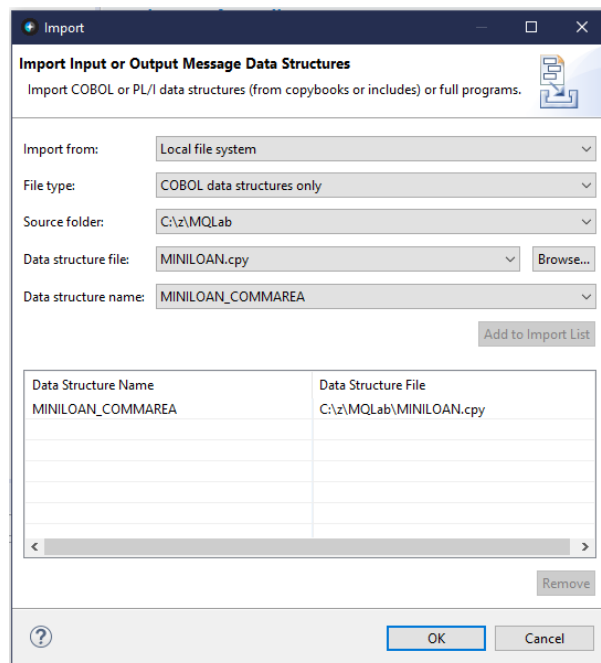 Import
Import Input or Output Message Data Structures
Import COBOL or PL/I data structures (from copybooks or includes) or full programs.
Import from: Local file system
File type: COBOL data structures only
Source folder: C:\z\MQLab
Data structure file: MINILOAN.cpy Browse...
Data structure name: MINILOAN_COMMAREA
Add to Import List
Data Structure Name Data Structure File
MINILOAN_COMMAREA C:\z\MQLab\MINILOAN.cpy
Remove
? OK Cancel